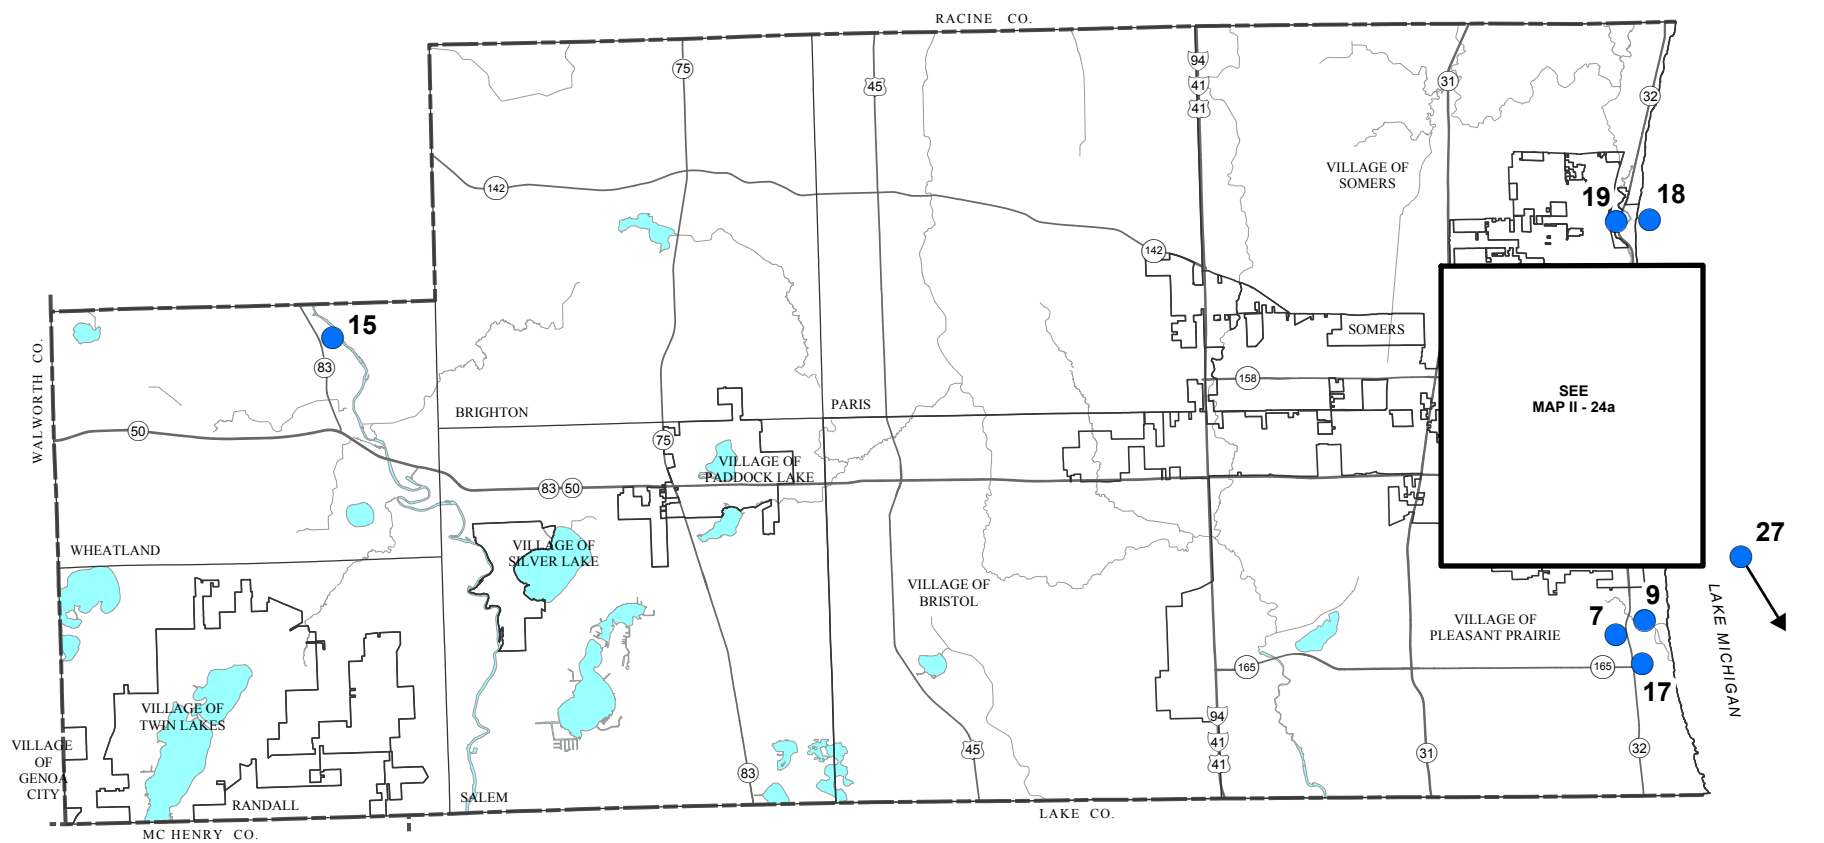 RACINE CO.
75
94
31
45
41
32
41
VILLAGE OF
SOMERS
142
19
18
142
15
SOMERS
WALWORTH CO.
83
158
SEE
MAP II - 24a
BRIGHTON
PARIS
50
75
VILLAGE OF
PADDOCK LAKE
83
50
27
WHEATLAND
VILLAGE OF
SILVER LAKE
VILLAGE OF
BRISTOL
9
7
VILLAGE OF
PLEASANT PRAIRIE
LAKE MICHIGAN
165
165
17
VILLAGE OF
TWIN LAKES
94
VILLAGE
OF
GENOA
CITY
45
41
31
32
41
83
RANDALL
SALEM
LAKE CO.
MC HENRY CO.